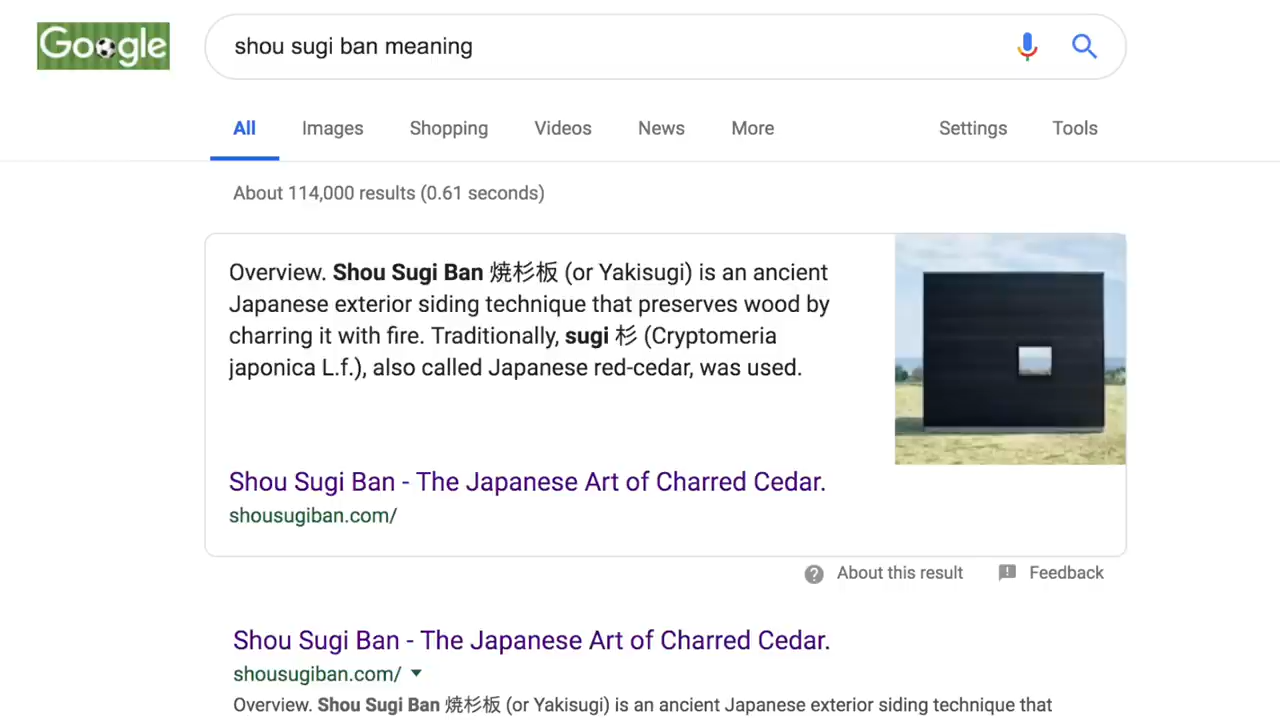 Google
shou sugi ban meaning
All Images Shopping Videos News More Settings Tools
About 114,000 results (0.61 seconds)
Overview. Shou Sugi Ban 焼杉板 (or Yakisugi) is an ancient
Japanese exterior siding technique that preserves wood by
charring it with fire. Traditionally, sugi 杉 (Cryptomeria
japonica L.f.), also called Japanese red-cedar, was used.
Shou Sugi Ban - The Japanese Art of Charred Cedar.
shousugiban.com/
About this result Feedback
Shou Sugi Ban - The Japanese Art of Charred Cedar.
shousugiban.com/
Overview. Shou Sugi Ban 焼杉板 (or Yakisugi) is an ancient Japanese exterior siding technique that